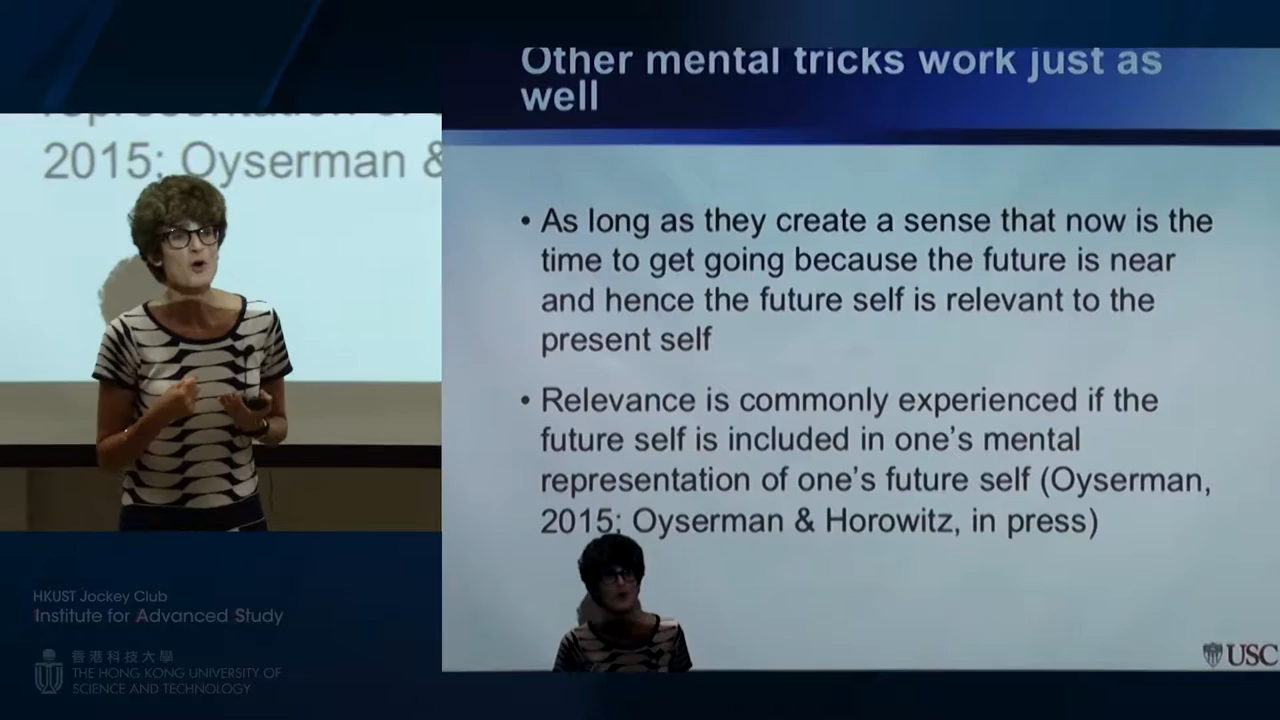 Other mental tricks work just as
well
2015; Oyserman &
• As long as they create a sense that now is the
time to get going because the future is near
and hence the future self is relevant to the
present self
• Relevance is commonly experienced if the
future self is included in one's mental
representation of one's future self (Oyserman,
2015; Oyserman & Horowitz, in press)
HKUST Jockey Club
Institute for Advanced Study
香港科技大學
THE HONG KONG UNIVERSITY OF
SCIENCE AND TECHNOLOGY
USC